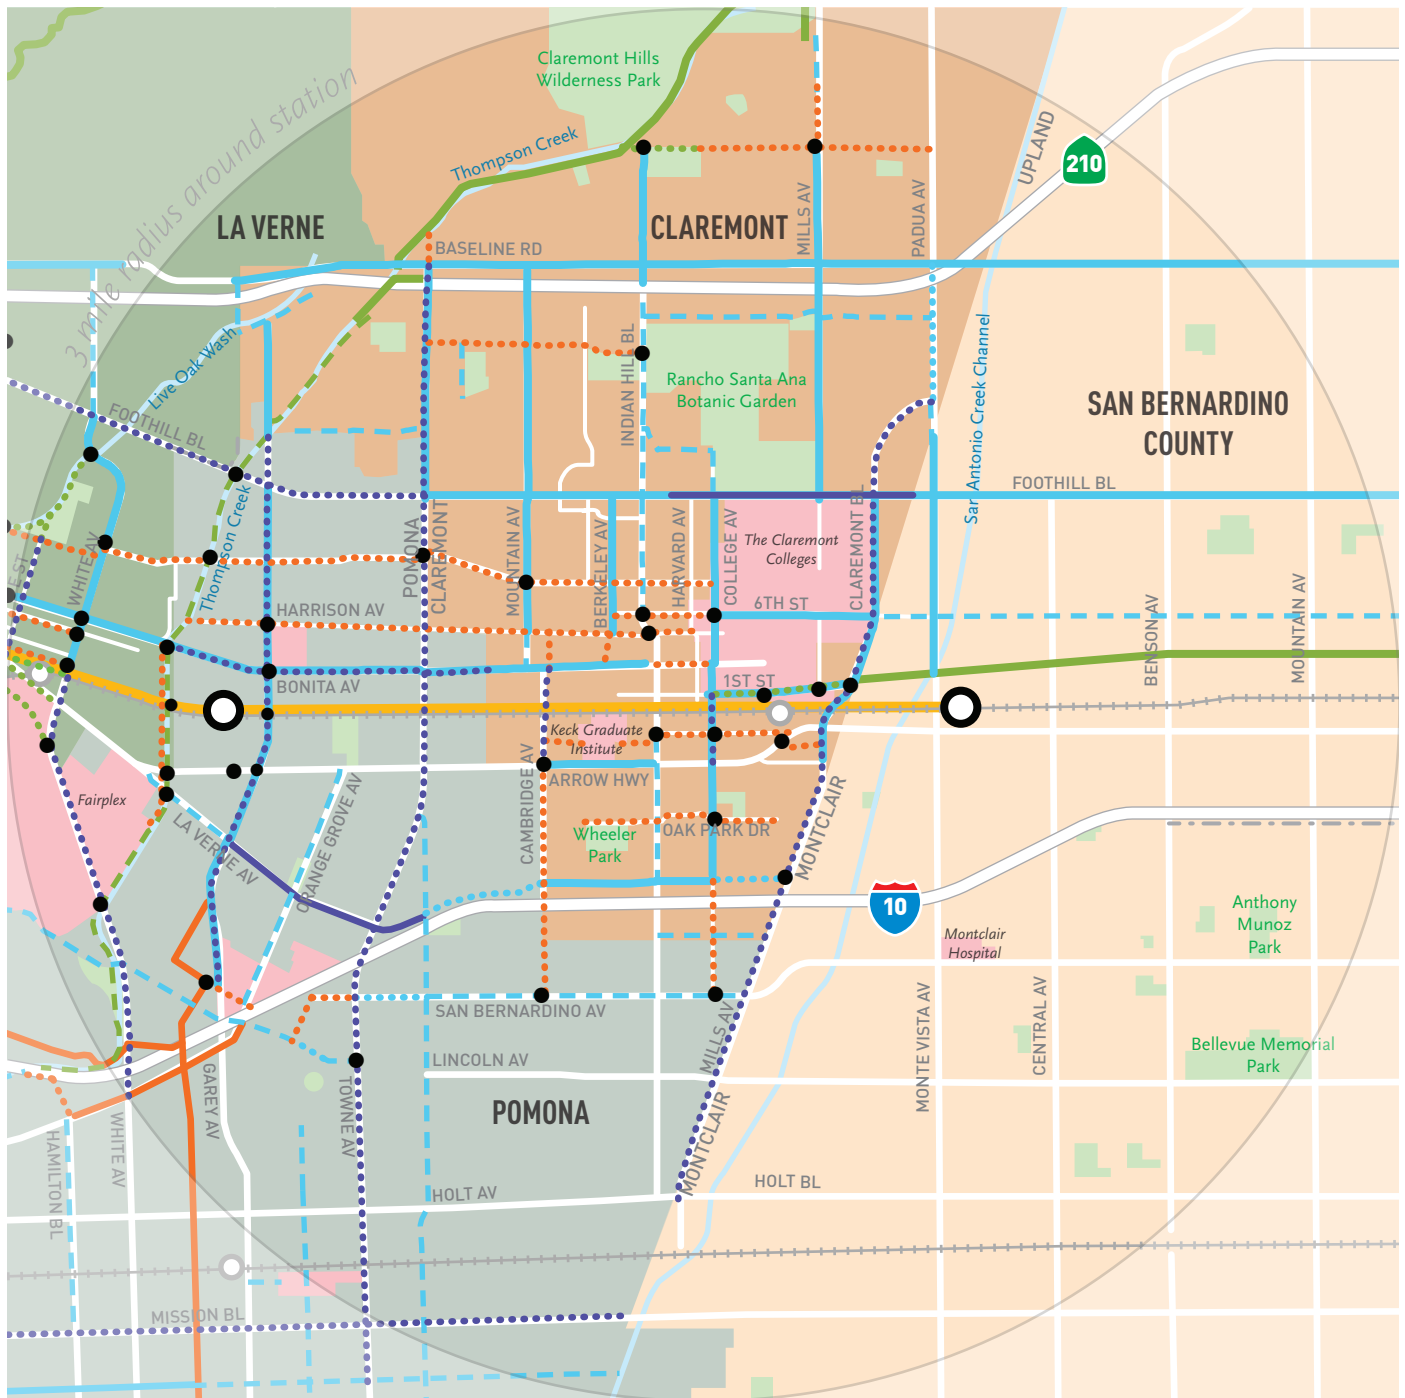 Claremont Hills
Wilderness Park
3 mile radius around station
Thompson Creek
UPLAND
210
LA VERNE
CLAREMONT
MILLS AV
PADUA AV
BASELINE RD
Live Oak Wash
INDIAN HILL BL
Rancho Santa Ana
Botanic Garden
San Antonio Creek Channel
SAN BERNARDINO
COUNTY
FOOTHILL BL
FOOTHILL BL
Thompson Creek
WHITE AV
POMONA
CLAREMONT
MOUNTAIN AV
BERKELEY AV
HARVARD AV
COLLEGE AV
The Claremont
Colleges
CLAREMONT BL
6TH ST
HARRISON AV
BENSON AV
MOUNTAIN AV
BONITA AV
1ST ST
Keck Graduate
Institute
CAMBRIDGE AV
ARROW HWY
Fairplex
LA VERNE AV
ORANGE GROVE AV
Wheeler
Park
OAK PARK DR
MONTCLAIR
10
Anthony
Munoz
Park
Montclair
Hospital
SAN BERNARDINO AV
MILLS AV
MONTE VISTA AV
CENTRAL AV
Bellevue Memorial
Park
LINCOLN AV
GAREY AV
TOWNE AV
POMONA
WHITE AV
HAMILTON BL
MONTCLAIR
HOLT AV
HOLT BL
MISSION BL